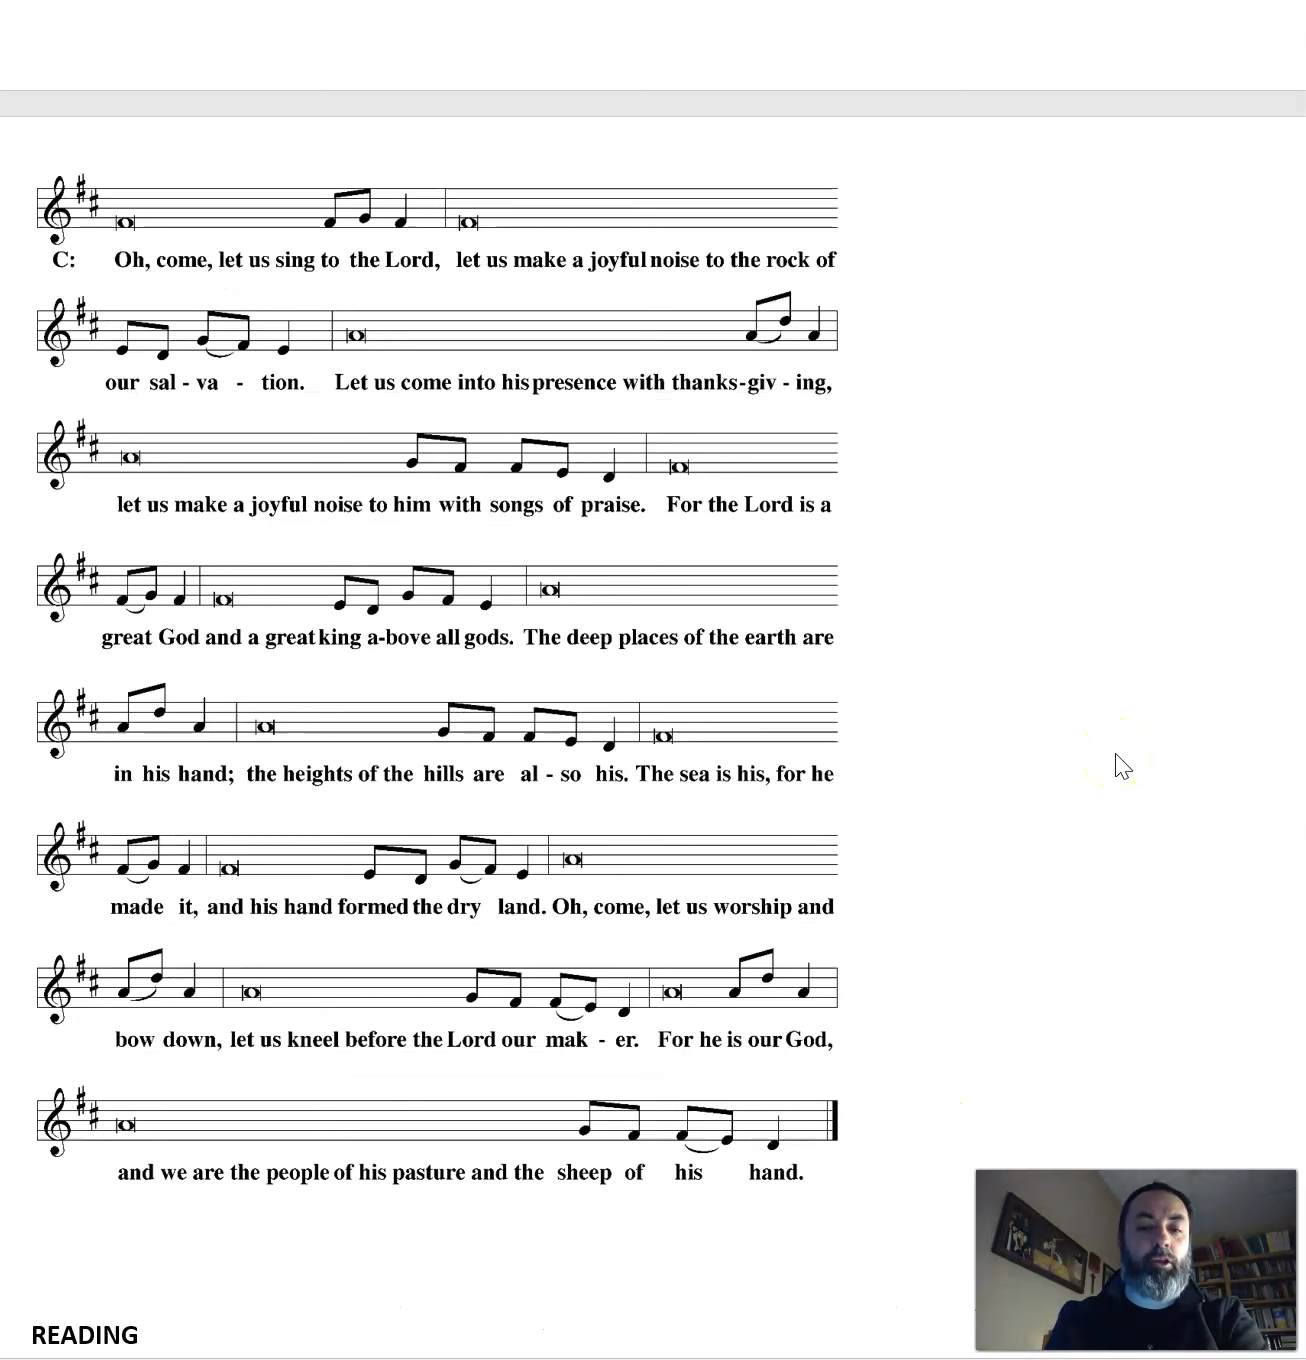 C: Oh, come, let us sing to the Lord, let us make a joyful noise to the rock of
our sal - va - tion. Let us come into his presence with thanks-giv - ing,
let us make a joyful noise to him with songs of praise. For the Lord is a
great God and a great king a-bove all gods. The deep places of the earth are
in his hand; the heights of the hills are al - so his. The sea is his, for he
made it, and his hand formed the dry land. Oh, come, let us worship and
bow down, let us kneel before the Lord our mak - er. For he is our God,
and we are the people of his pasture and the sheep of his hand.
READING